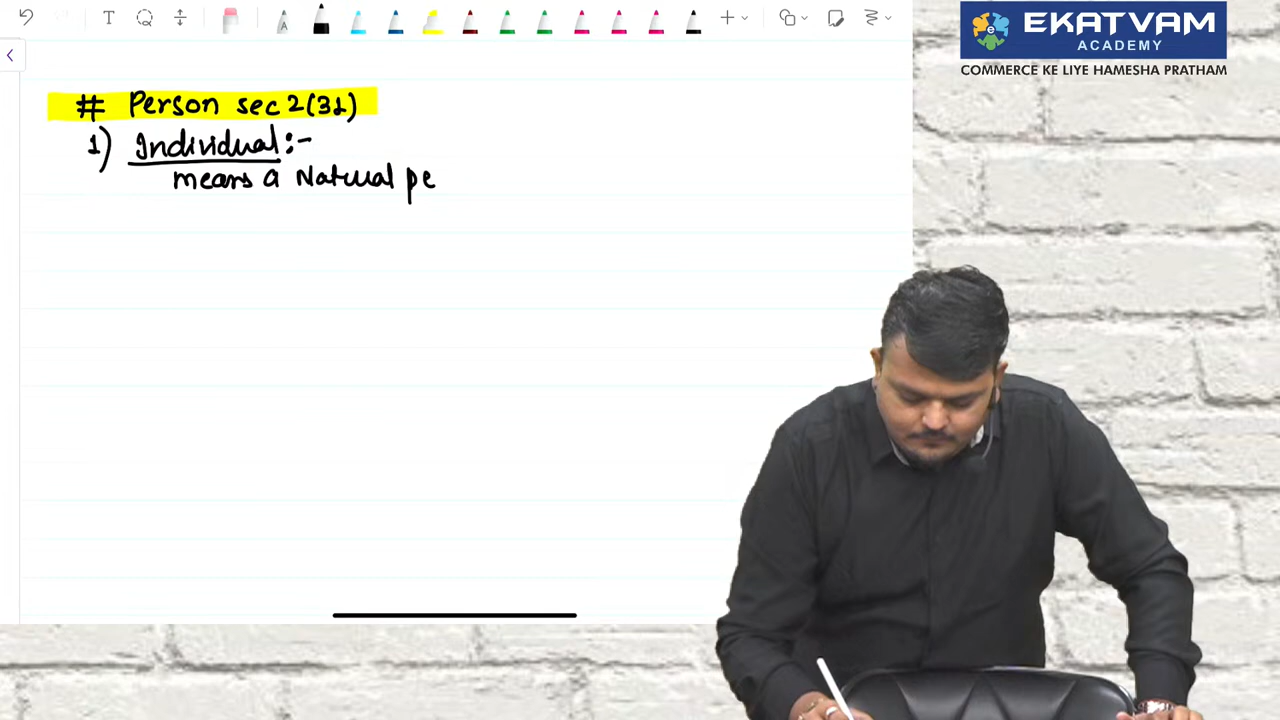 EKATVAM
ACADEMY
COMMERCE KE LIYE HAMESHA PRATHAM
# Person sec 2(31)
1) Individual :-
means a Natural pe